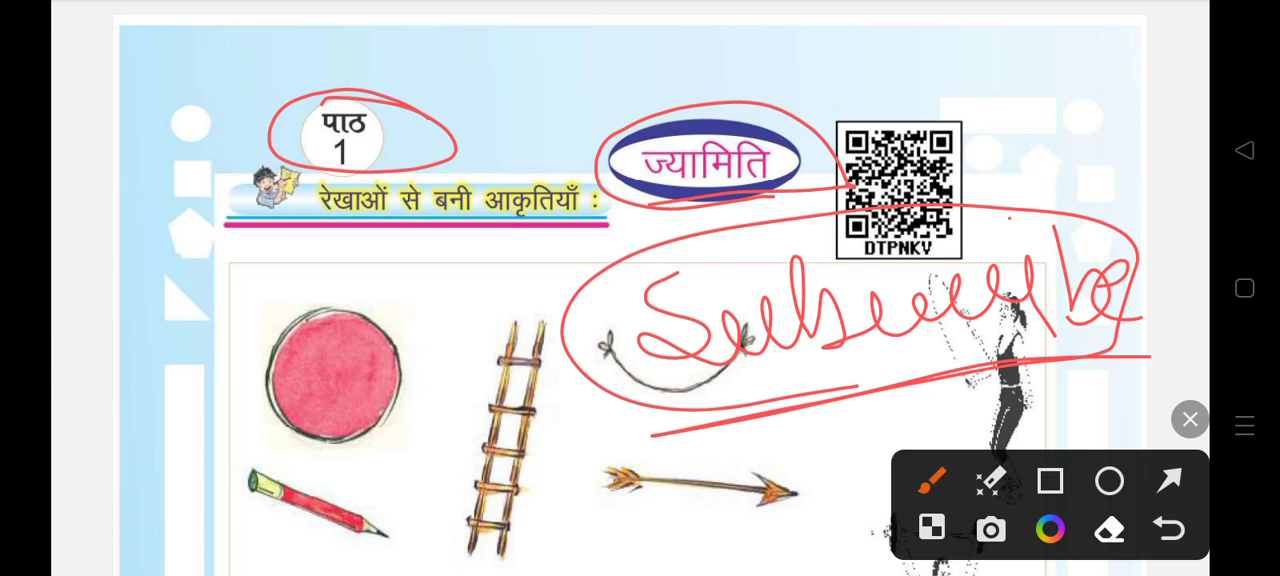 पाठ
1
ज्यामिति
रेखाओं से बनी आकृतियाँ :
DTPNKV
Subscribe